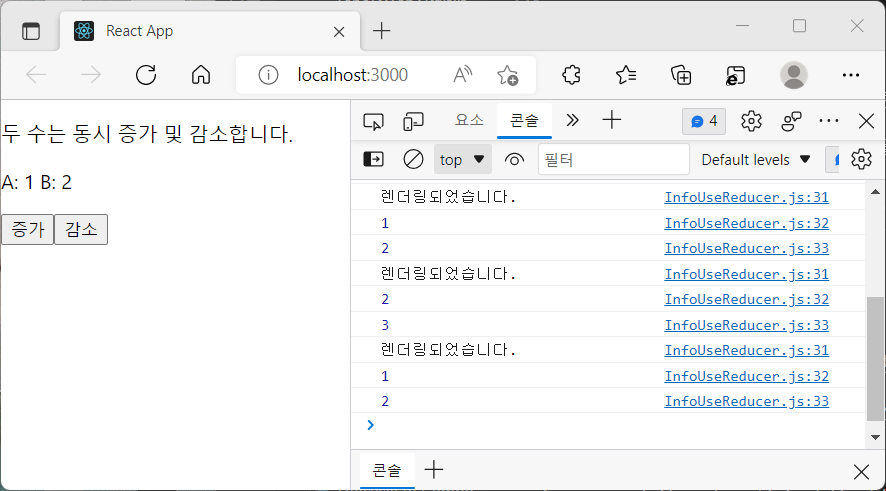 React App
localhost:3000
두 수는 동시 증가 및 감소합니다.
A: 1 B: 2
증가 감소
요소 콘솔 4
top 필터 Default levels
렌더링되었습니다. InfoUseReducer.js:31
1 InfoUseReducer.js:32
2 InfoUseReducer.js:33
렌더링되었습니다. InfoUseReducer.js:31
2 InfoUseReducer.js:32
3 InfoUseReducer.js:33
렌더링되었습니다. InfoUseReducer.js:31
1 InfoUseReducer.js:32
2 InfoUseReducer.js:33
콘솔